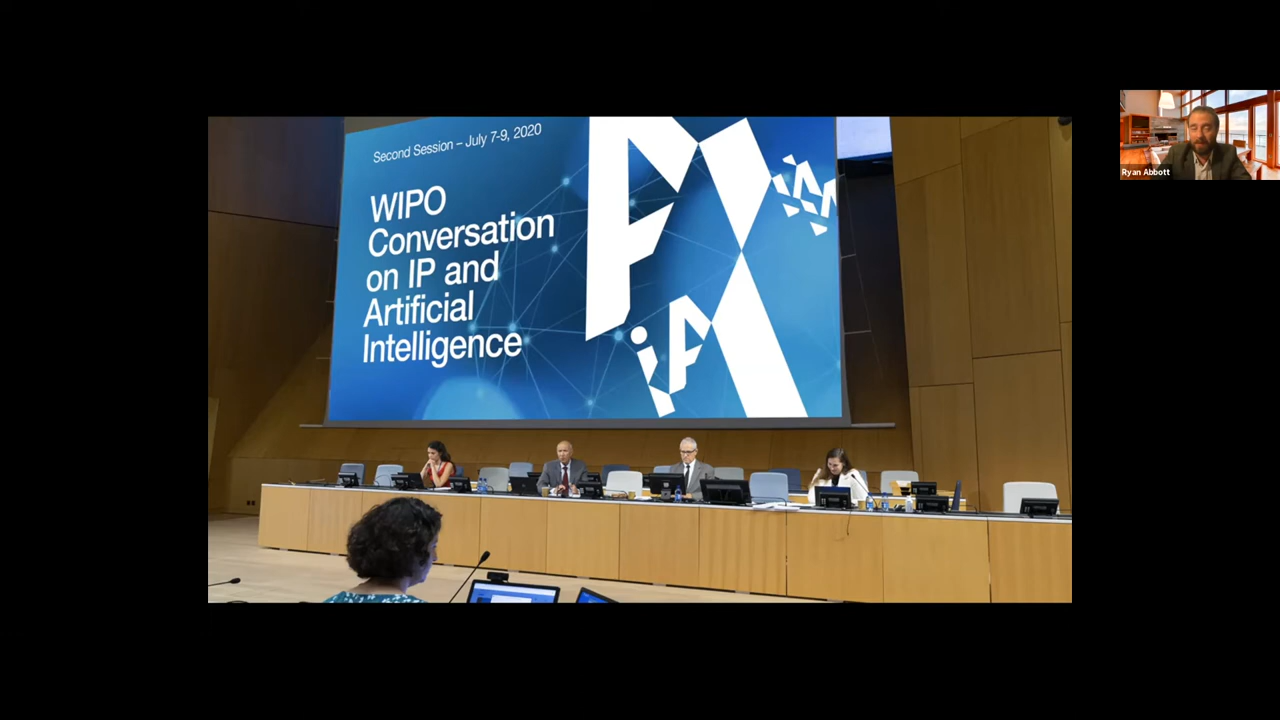 Second Session – July 7-9, 2020
WIPO
Conversation
on IP and
Artificial
Intelligence
Ryan Abbott